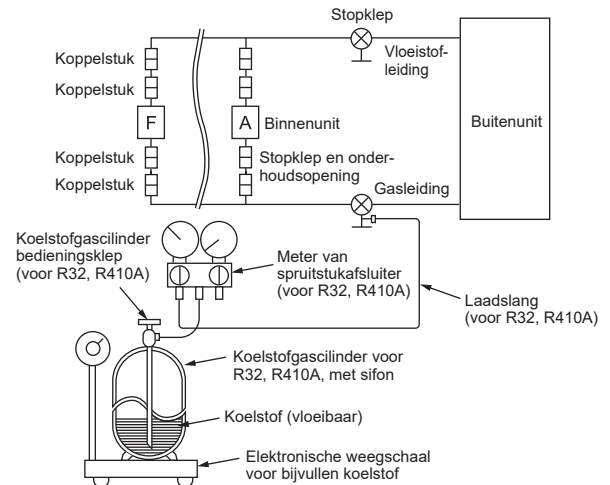 Stopklep
Koppelstuk
Vloeistof-
leiding
Koppelstuk
F
A
Binnenunit
Buitenunit
Koppelstuk
Koppelstuk
Stopklep en onder-
houdsopening
Gasleiding
Koelstofgascilinder
bedieningsklep
(voor R32, R410A)
Meter van
spruitstukafsluiter
(voor R32, R410A)
Laadslang
(voor R32, R410A)
Koelstofgascilinder voor
R32, R410A, met sifon
Koelstof (vloeibaar)
Elektronische weegschaal
voor bijvullen koelstof